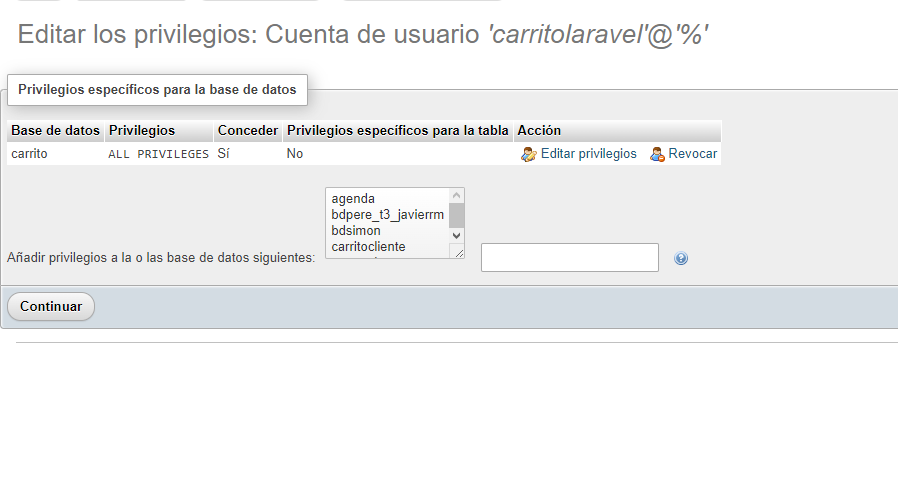 Editar los privilegios: Cuenta de usuario 'carritolaravel'@'%'
Privilegios específicos para la base de datos
Base de datos Privilegios Conceder Privilegios específicos para la tabla Acción
carrito ALL PRIVILEGES Sí No Editar privilegios Revocar
agenda
bdpere_t3_javierrm
bdsimon
carritocliente
Añadir privilegios a la o las base de datos siguientes:
Continuar